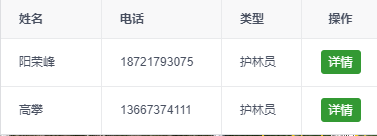 姓名 电话 类型 操作
阳荣峰 18721793075 护林员 详情
高攀 13667374111 护林员 详情